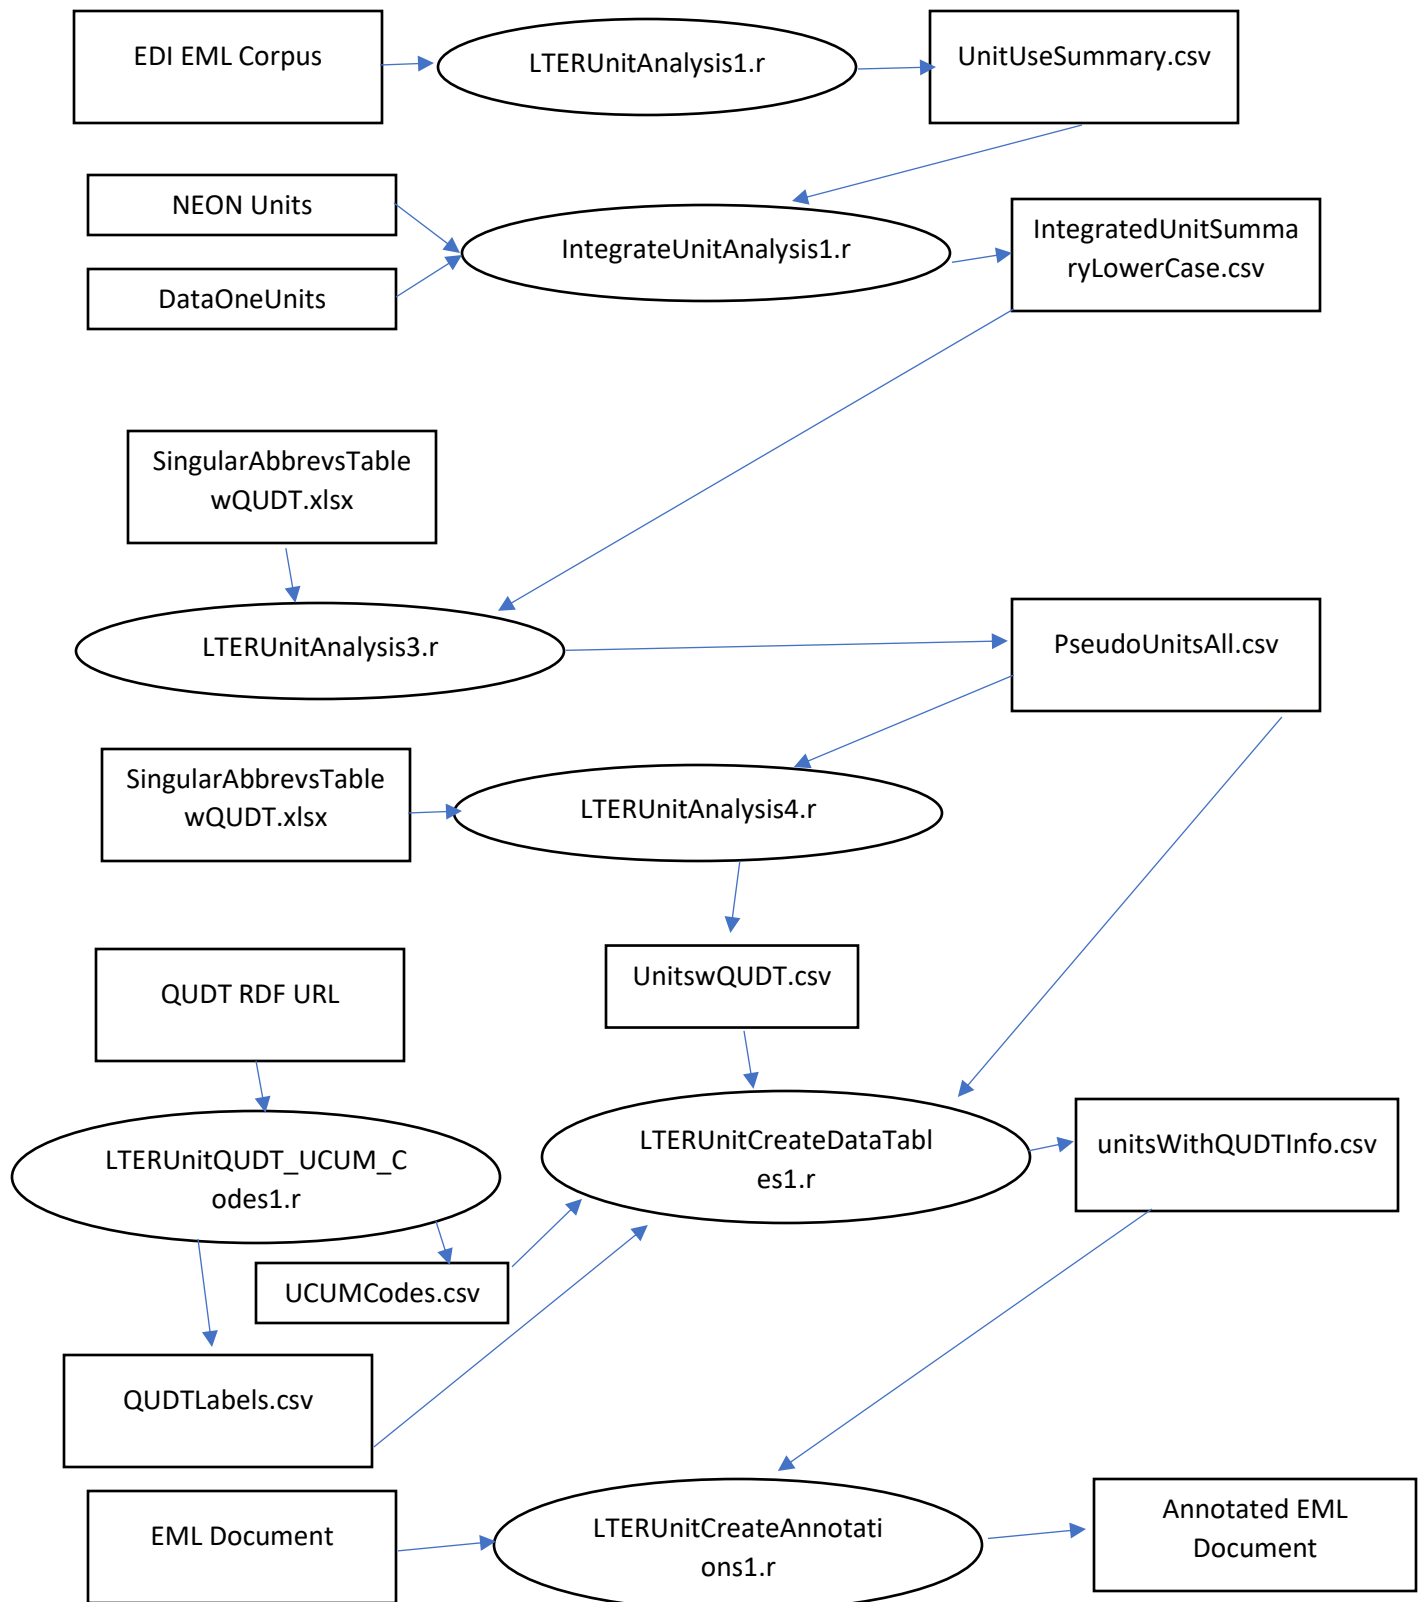 EDI EML Corpus
LTERUnitAnalysis1.r
UnitUseSummary.csv
NEON Units
DataOneUnits
IntegrateUnitAnalysis1.r
IntegratedUnitSumma
ryLowerCase.csv
SingularAbbrevsTable
wQUDT.xlsx
LTERUnitAnalysis3.r
PseudoUnitsAll.csv
SingularAbbrevsTable
wQUDT.xlsx
LTERUnitAnalysis4.r
UnitswQUDT.csv
QUDT RDF URL
LTERUnitQUDT_UCUM_C
odes1.r
LTERUnitCreateDataTabl
es1.r
unitsWithQUDTInfo.csv
UCUMCodes.csv
QUDTLabels.csv
EML Document
LTERUnitCreateAnnotati
ons1.r
Annotated EML
Document